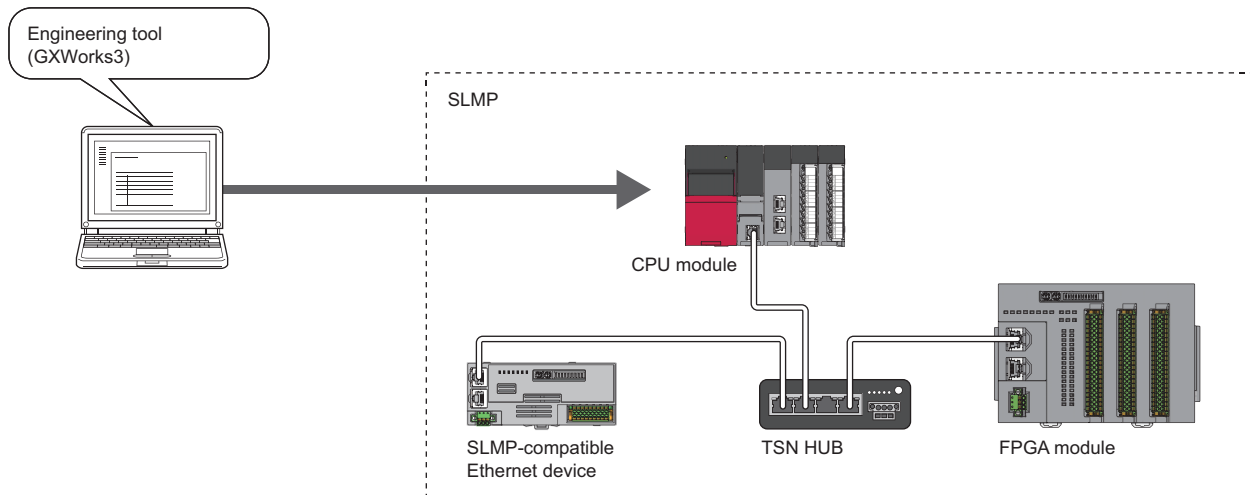 Engineering tool
(GXWorks3)
SLMP
CPU module
SLMP-compatible
Ethernet device
TSN HUB
FPGA module